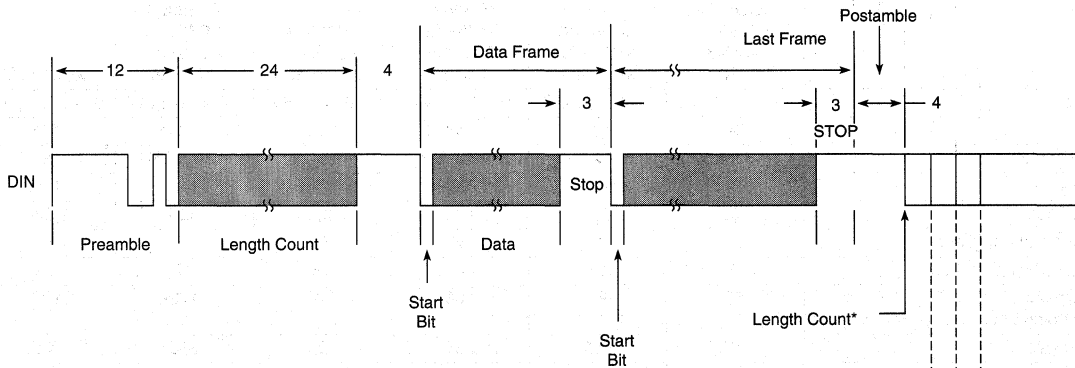 Postamble
Data Frame
Last Frame
12
24
4
3
3
4
STOP
DIN
Stop
Preamble
Length Count
Data
Start
Bit
Start
Bit
Length Count*